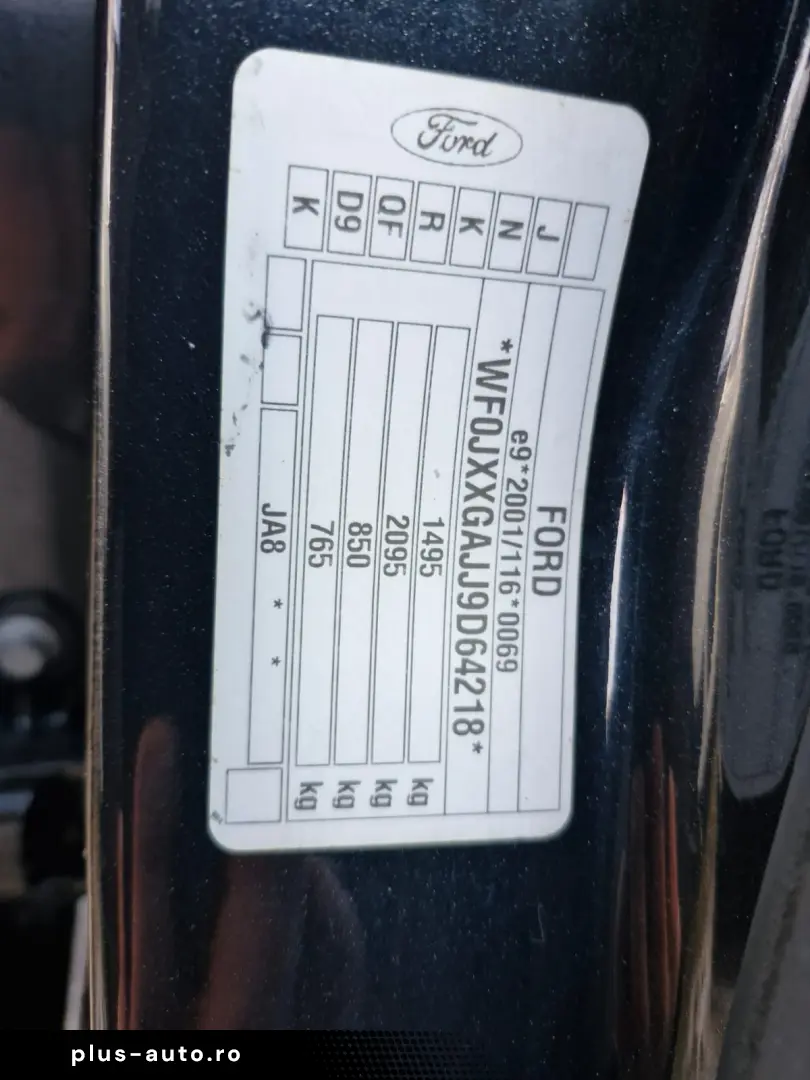 Ford
FORD
e9*2001/116*0069
*WF0JXXGAJJ9D64218*
1495 kg
2095 kg
850 kg
765 kg
JA8 * *
J
N
K
R
QF
D9
K
plus-auto.ro